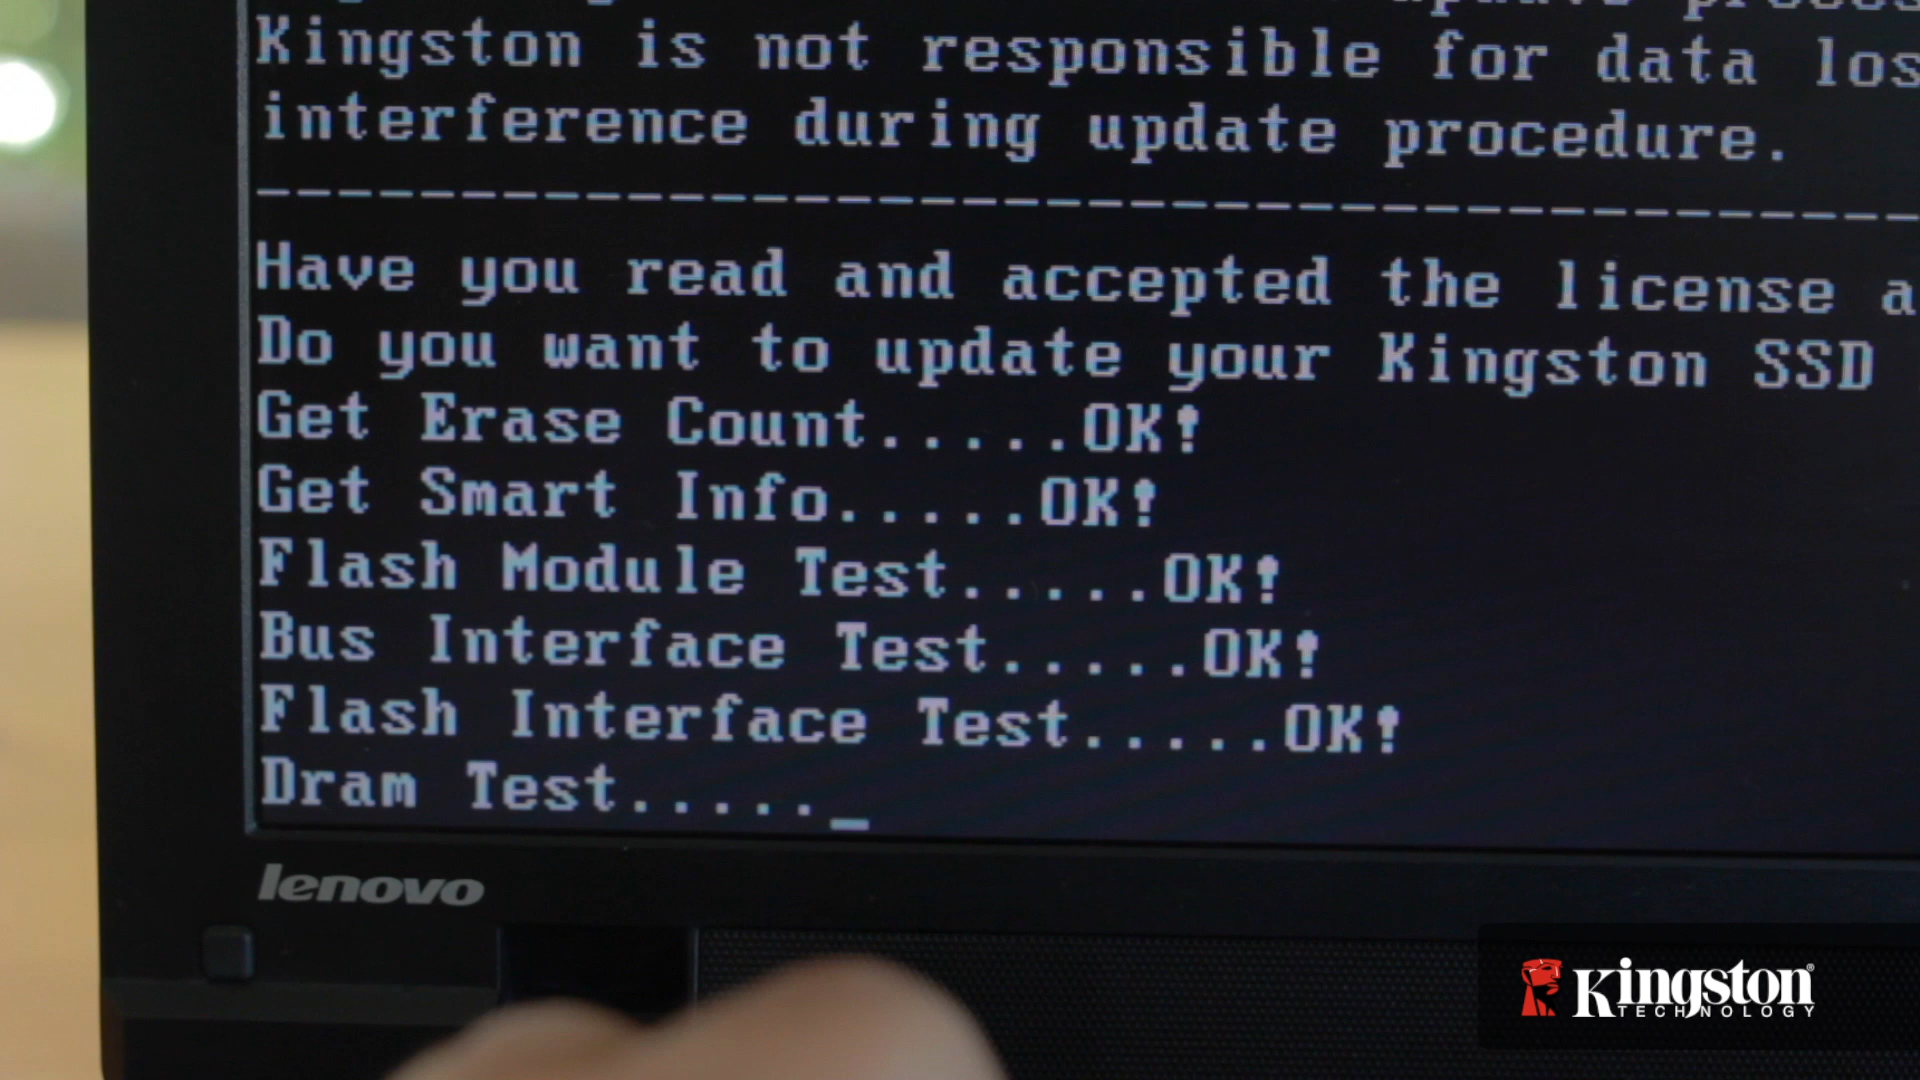 Kingston is not responsible for data los
interference during update procedure.
----------------------------------------
Have you read and accepted the license a
Do you want to update your Kingston SSD
Get Erase Count.....OK!
Get Smart Info.....OK!
Flash Module Test.....OK!
Bus Interface Test.....OK!
Flash Interface Test.....OK!
Dram Test....._
lenovo
Kingston®
TECHNOLOGY